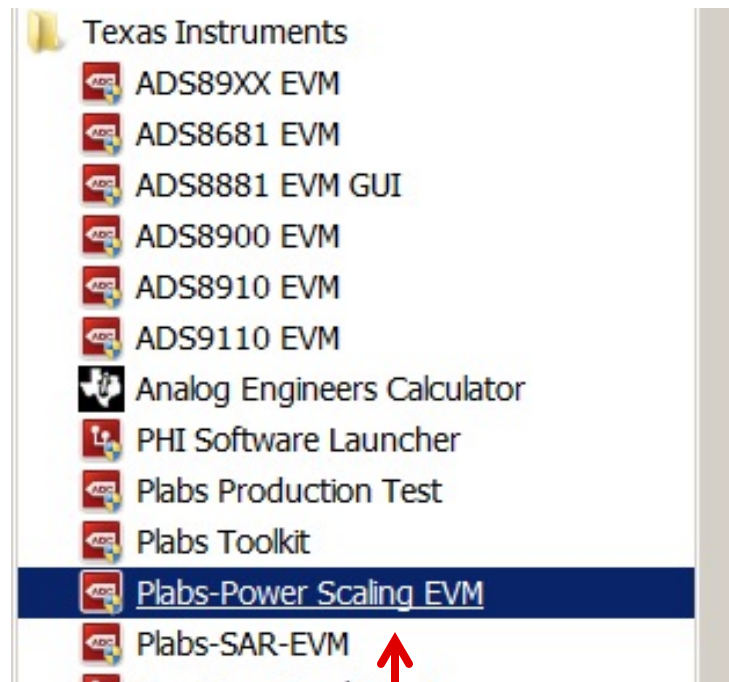 Texas Instruments
ADS89XX EVM
ADS8681 EVM
ADS8881 EVM GUI
ADS8900 EVM
ADS8910 EVM
ADS9110 EVM
Analog Engineers Calculator
PHI Software Launcher
Plabs Production Test
Plabs Toolkit
Plabs-Power Scaling EVM
Plabs-SAR-EVM